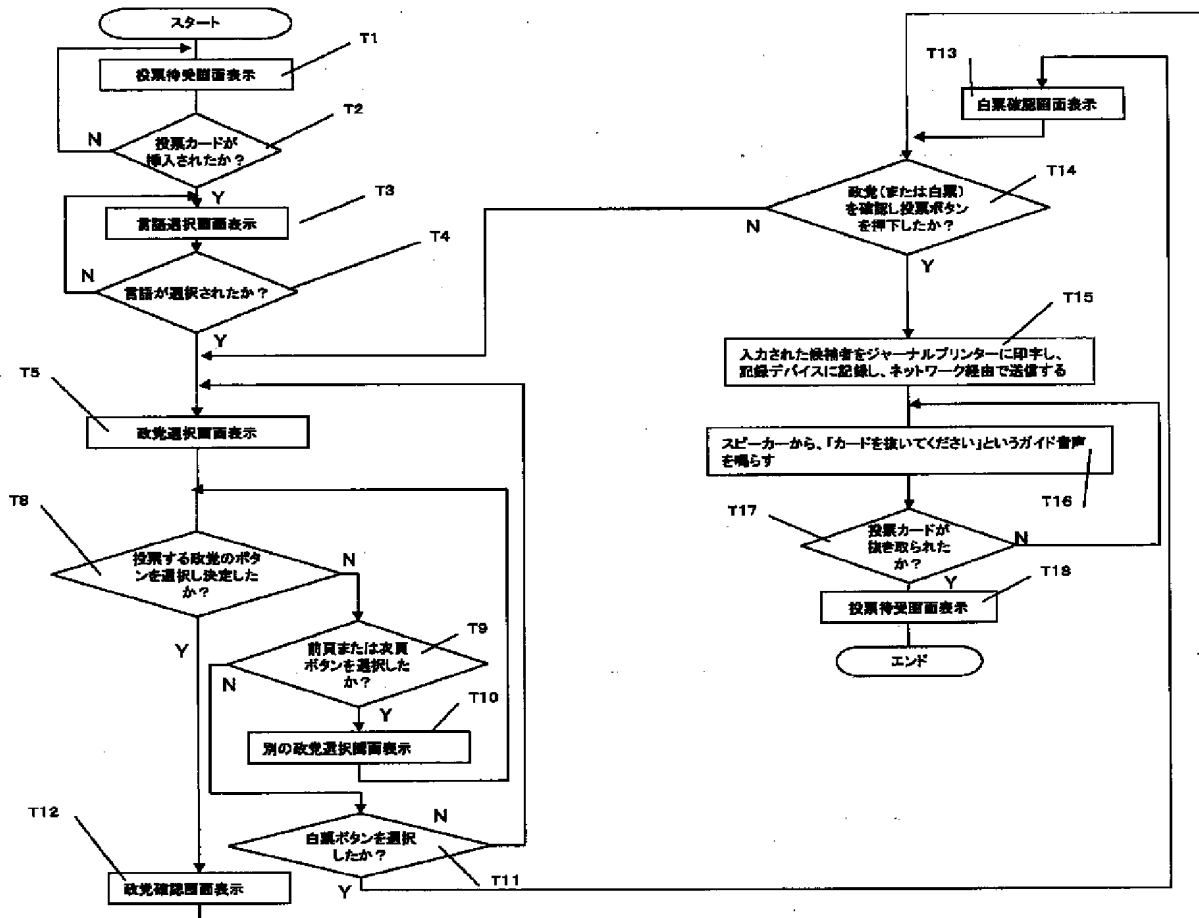 スタート
T1
投票待受画面表示
T2
投票カードが
挿入されたか？
N
Y
T3
言語選択画面表示
T4
N
言語が選択されたか？
Y
T5
政党選択画面表示
T8
投票する政党のボタ
ンを選択し決定した
か？
N
Y
T9
前頁または次頁
ボタンを選択した
か？
N
Y
T10
別の政党選択画面表示
T12
N
白票ボタンを選択
したか？
T11
Y
政党確認画面表示
T13
白票確認画面表示
T14
政党(または白票)
を確認し投票ボタン
を押下したか？
N
Y
T15
入力された候補者をジャーナルプリンターに印字し、
記録デバイスに記録し、ネットワーク経由で送信する
スピーカーから、「カードを抜いてください」というガイド音声
を鳴らす
T16
T17
投票カードが
抜き取られた
か？
N
Y
T18
投票待受画面表示
エンド